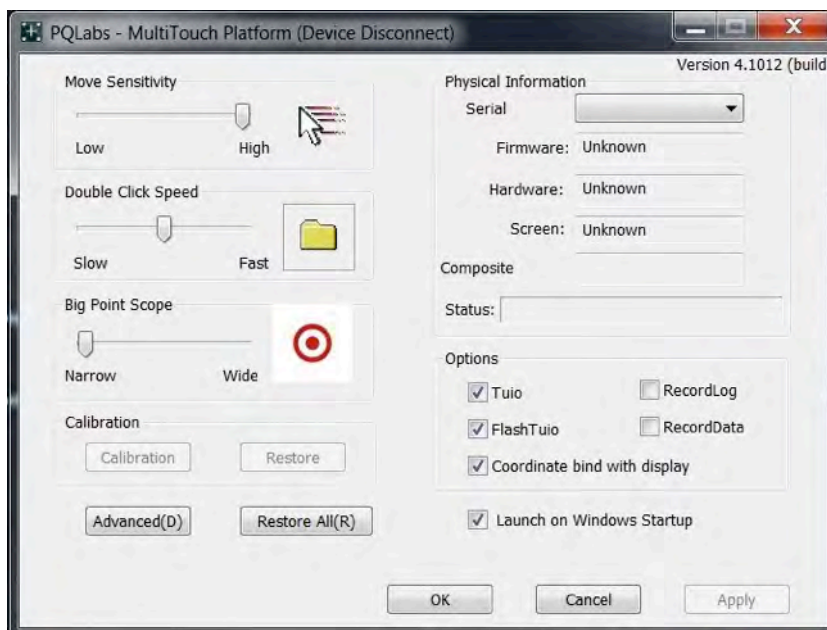 PQLabs - MultiTouch Platform (Device Disconnect)
Version 4.1012 (build
Move Sensitivity
Low High
Double Click Speed
Slow Fast
Big Point Scope
Narrow Wide
Calibration
Calibration Restore
Advanced(D) Restore All(R)
Physical Information
Serial
Firmware: Unknown
Hardware: Unknown
Screen: Unknown
Composite
Status:
Options
Tuio RecordLog
FlashTuio RecordData
Coordinate bind with display
Launch on Windows Startup
OK Cancel Apply